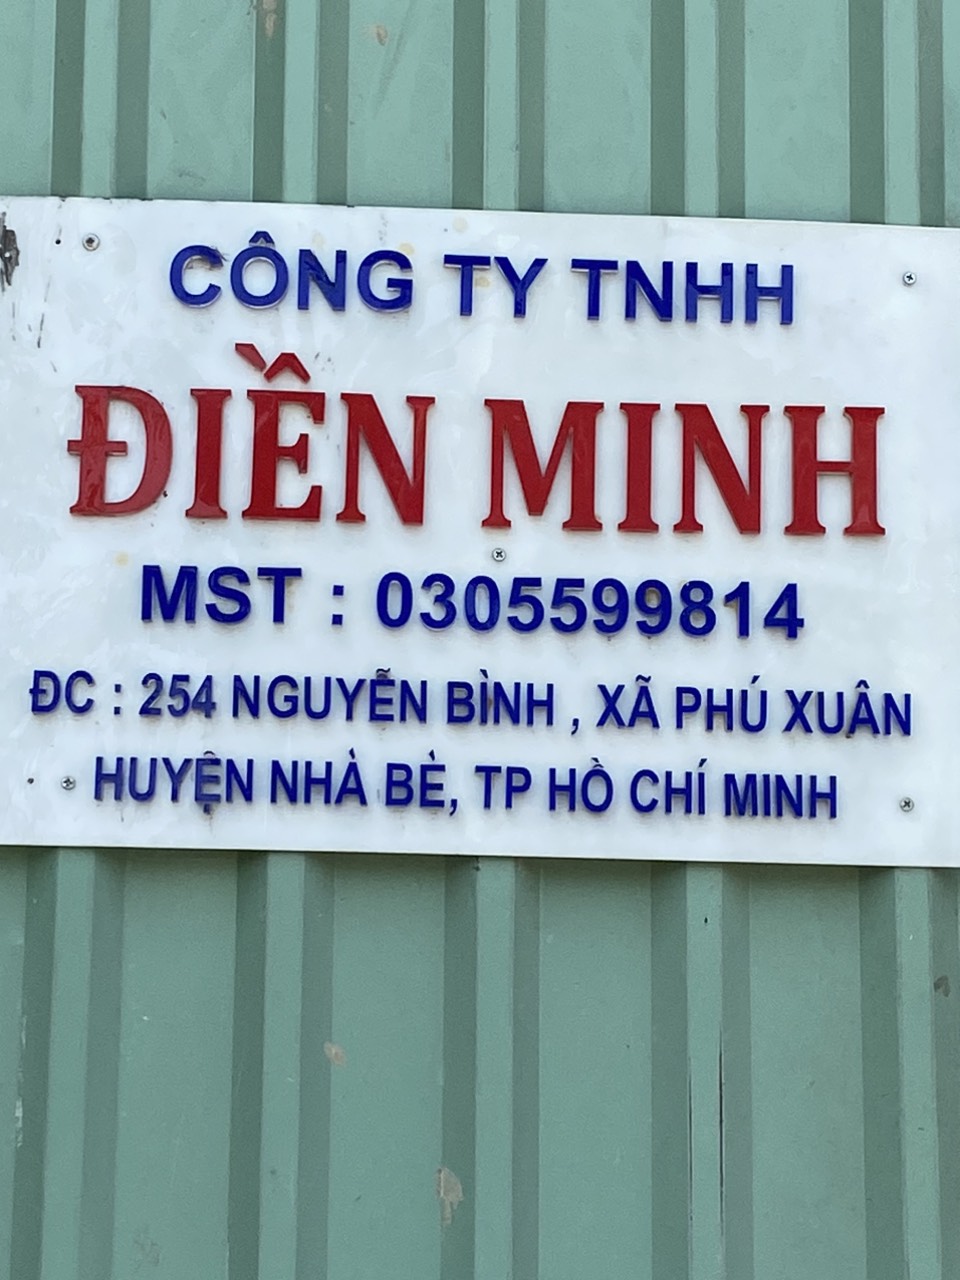 CÔNG TY TNHH
ĐIỀN MINH
MST : 0305599814
ĐC : 254 NGUYỄN BÌNH , XÃ PHÚ XUÂN
HUYỆN NHÀ BÈ, TP HỒ CHÍ MINH